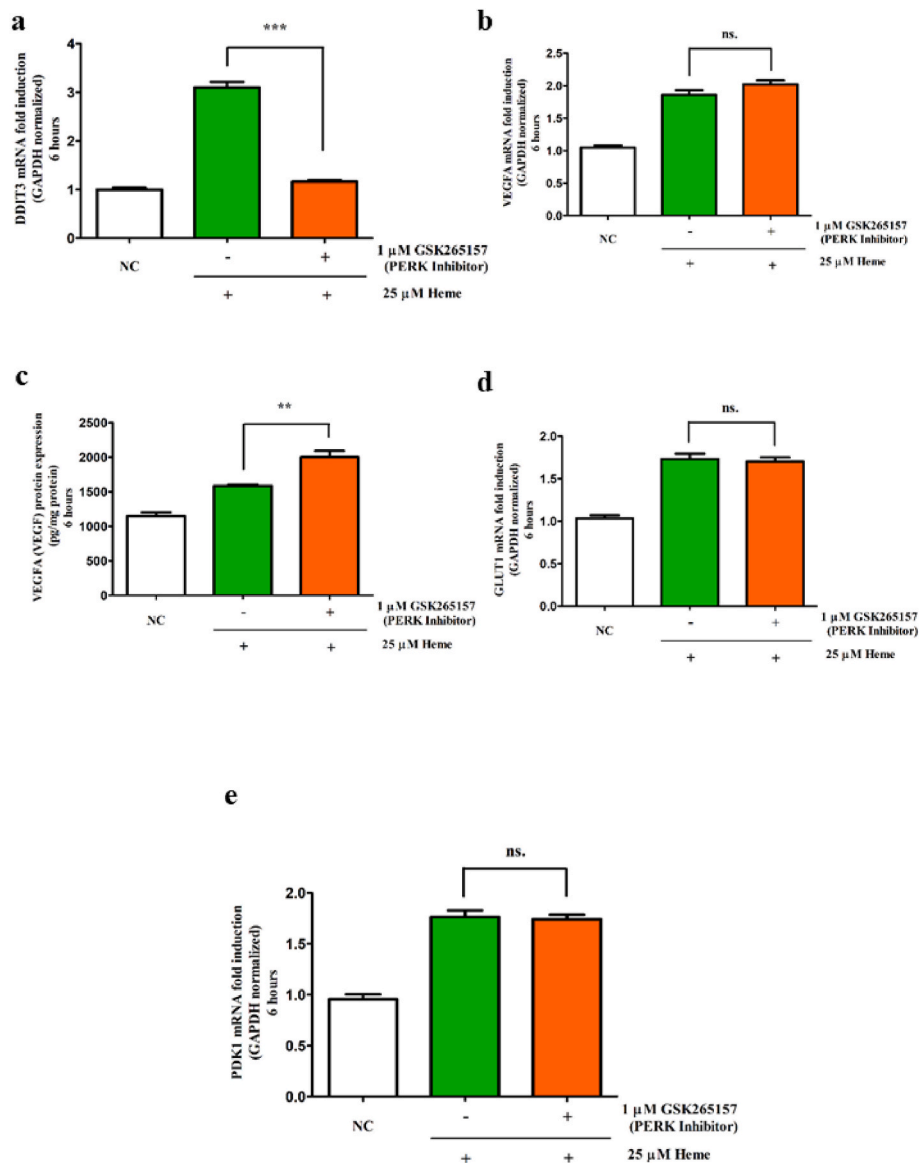 a
***
DDIT3 mRNA fold induction
(GAPDH normalized)
6 hours
4
3
2
1
0
NC
-
+
1 µM GSK265157
(PERK Inhibitor)
+
+
25 µM Heme
b
ns.
VEGFA mRNA fold induction
(GAPDH normalized)
6 hours
2.5
2.0
1.5
1.0
0.5
0.0
NC
-
+
1 µM GSK265157
(PERK Inhibitor)
+
+
25 µM Heme
c
**
VEGFA (VEGF) protein expression
(pg/mg protein)
6 hours
2500
2000
1500
1000
500
0
NC
-
+
1 µM GSK265157
(PERK Inhibitor)
+
+
25 µM Heme
d
ns.
GLUT1 mRNA fold induction
(GAPDH normalized)
6 hours
2.0
1.5
1.0
0.5
0.0
NC
-
+
1 µM GSK265157
(PERK Inhibitor)
+
+
25 µM Heme
e
ns.
PDK1 mRNA fold induction
(GAPDH normalized)
6 hours
2.0
1.5
1.0
0.5
0.0
NC
-
+
1 µM GSK265157
(PERK Inhibitor)
+
+
25 µM Heme